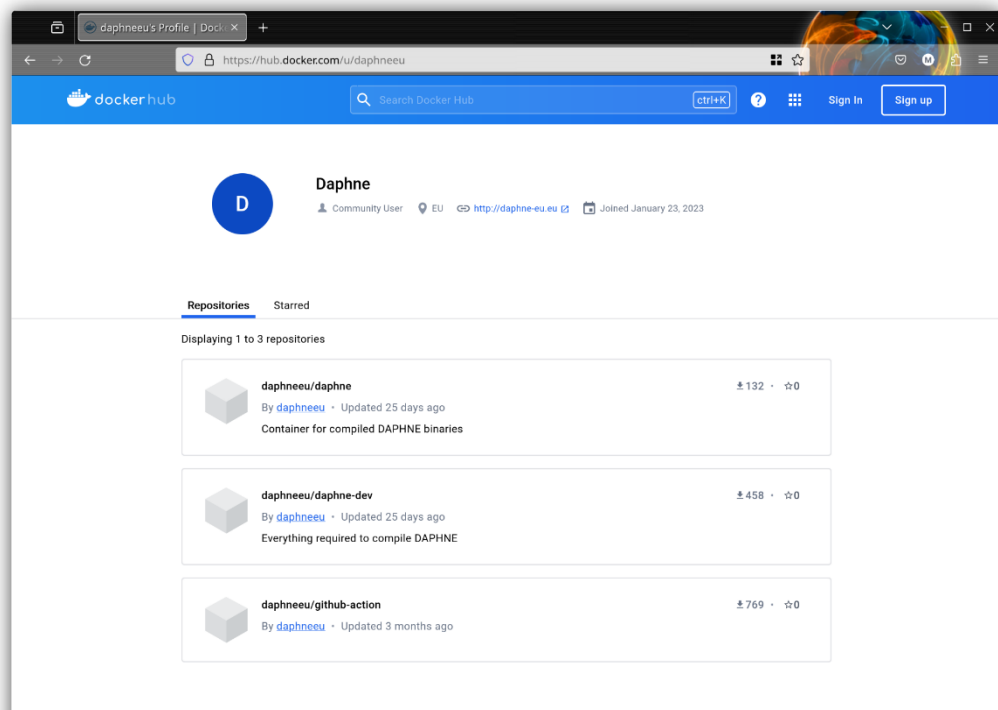 daphneeu's Profile | Dock
https://hub.docker.com/u/daphneeu
M
dockerhub
Search Docker Hub
ctrl+K
?
Sign In
Sign up
D
Daphne
Community User
EU
http://daphne-eu.eu
Joined January 23, 2023
Repositories
Starred
Displaying 1 to 3 repositories
daphneeu/daphne
132 · 0
By daphneeu • Updated 25 days ago
Container for compiled DAPHNE binaries
daphneeu/daphne-dev
458 · 0
By daphneeu • Updated 25 days ago
Everything required to compile DAPHNE
daphneeu/github-action
769 · 0
By daphneeu • Updated 3 months ago